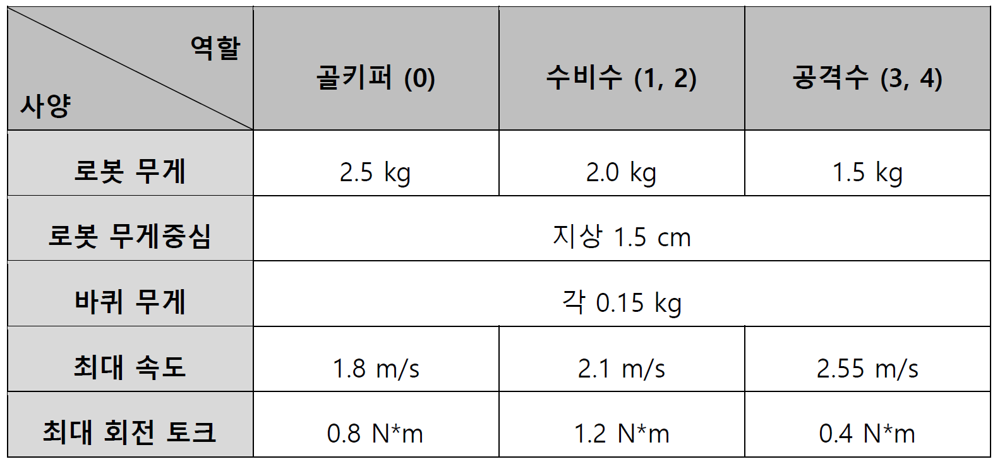 역할
사양
골키퍼 (0)
수비수 (1, 2)
공격수 (3, 4)
로봇 무게
2.5 kg
2.0 kg
1.5 kg
로봇 무게중심
지상 1.5 cm
바퀴 무게
각 0.15 kg
최대 속도
1.8 m/s
2.1 m/s
2.55 m/s
최대 회전 토크
0.8 N*m
1.2 N*m
0.4 N*m